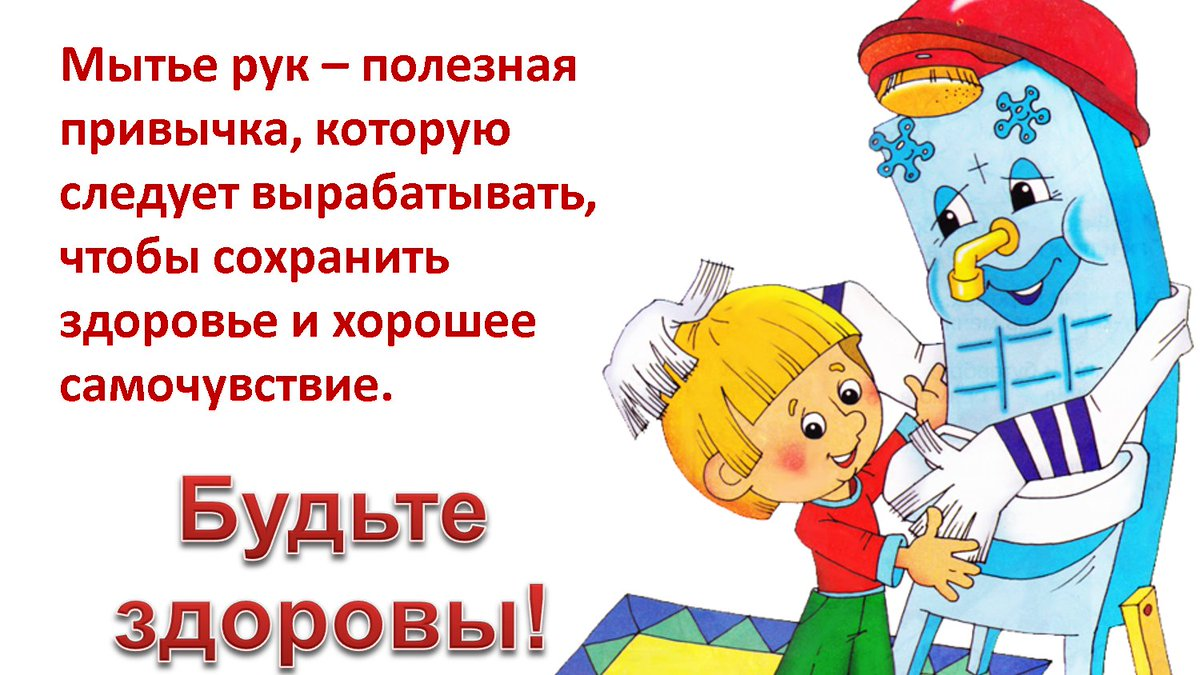 Мытье рук – полезная
привычка, которую
следует вырабатывать,
чтобы сохранить
здоровье и хорошее
самочувствие.
Будьте
здоровы!